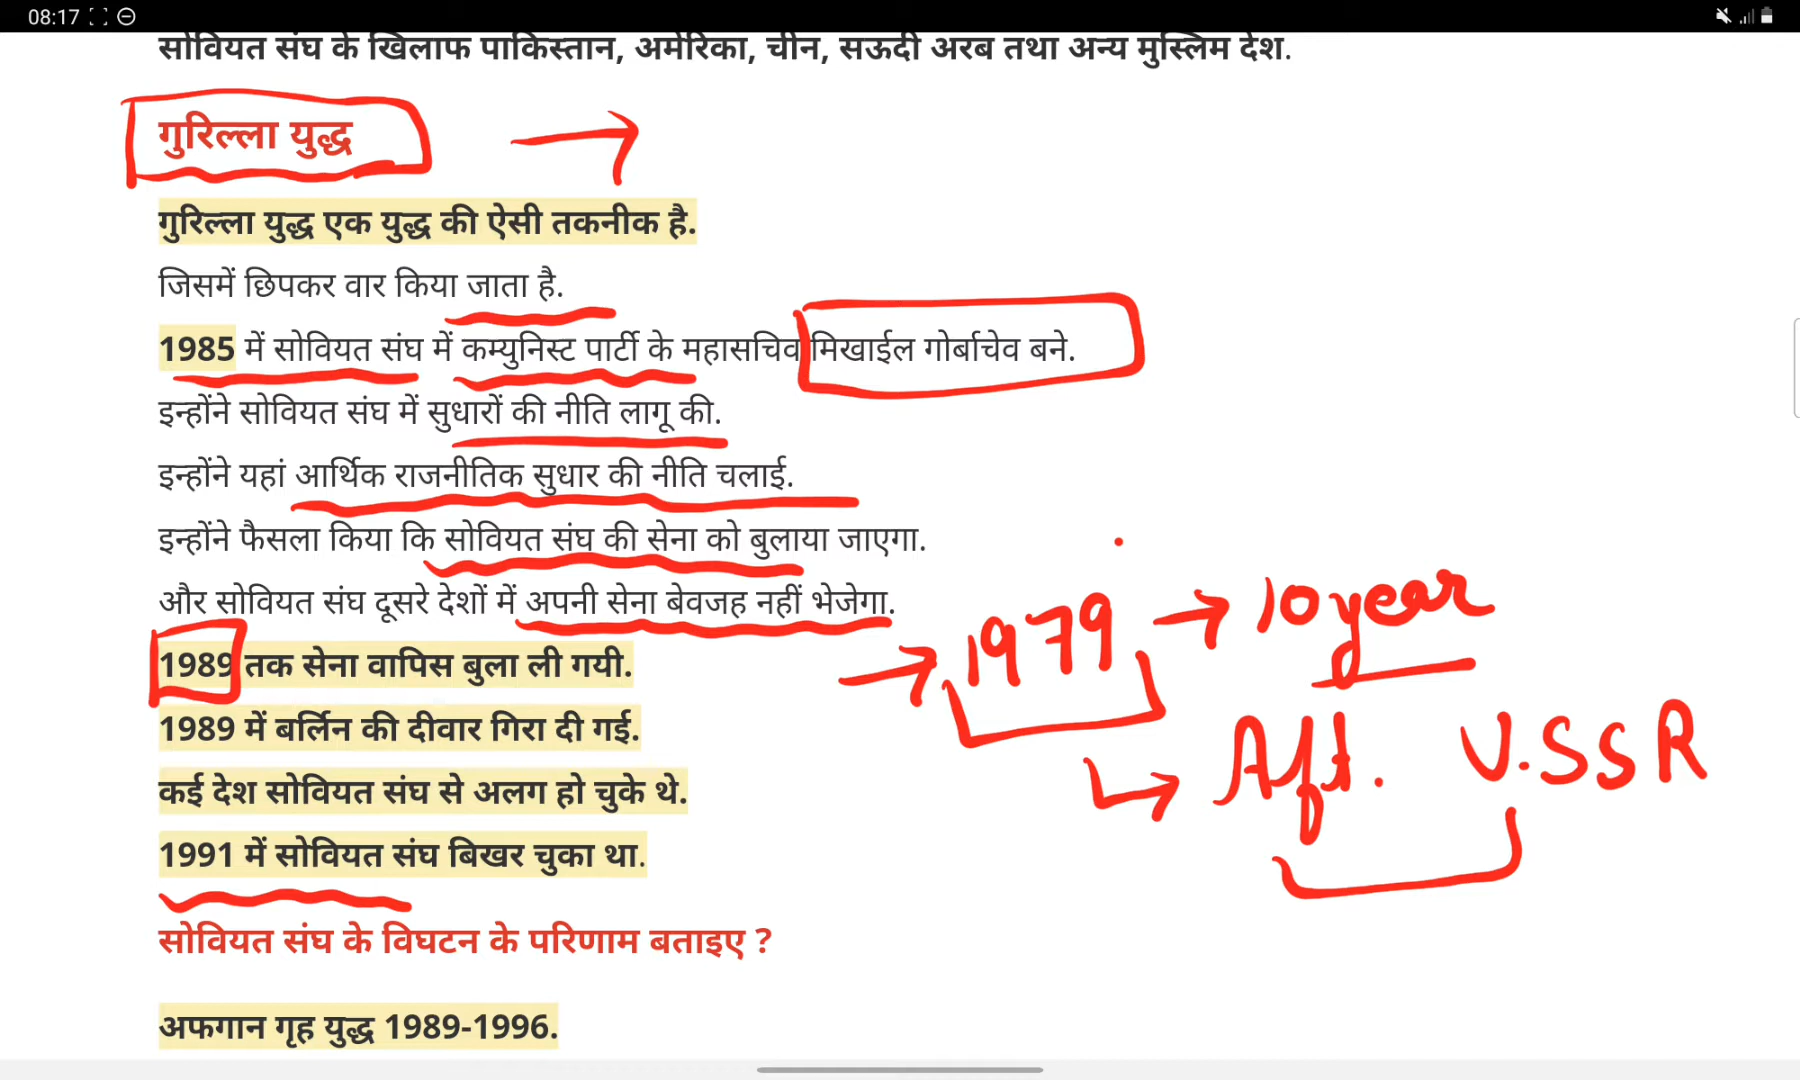 08:17
सोवियत संघ के खिलाफ पाकिस्तान, अमेरिका, चीन, सऊदी अरब तथा अन्य मुस्लिम देश.
गुरिल्ला युद्ध
गुरिल्ला युद्ध एक युद्ध की ऐसी तकनीक है.
जिसमें छिपकर वार किया जाता है.
1985 में सोवियत संघ में कम्युनिस्ट पार्टी के महासचिव मिखाईल गोर्बाचेव बने.
इन्होंने सोवियत संघ में सुधारों की नीति लागू की.
इन्होंने यहां आर्थिक राजनीतिक सुधार की नीति चलाई.
इन्होंने फैसला किया कि सोवियत संघ की सेना को बुलाया जाएगा.
और सोवियत संघ दूसरे देशों में अपनी सेना बेवजह नहीं भेजेगा.
→ 1979 → 10 year
1989 तक सेना वापिस बुला ली गयी.
1989 में बर्लिन की दीवार गिरा दी गई.
Aft. U.SSR
कई देश सोवियत संघ से अलग हो चुके थे.
1991 में सोवियत संघ बिखर चुका था.
सोवियत संघ के विघटन के परिणाम बताइए ?
अफगान गृह युद्ध 1989-1996.